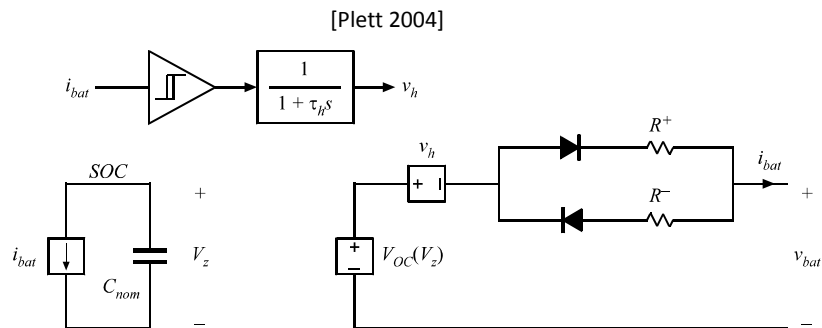 [Plett 2004]
i_bat
1
1 + τ_h s
v_h
SOC
i_bat
C_nom
+
V_z
−
v_h
+ −
+
−
V_OC(V_z)
R^+
R^−
i_bat
+
v_bat
−